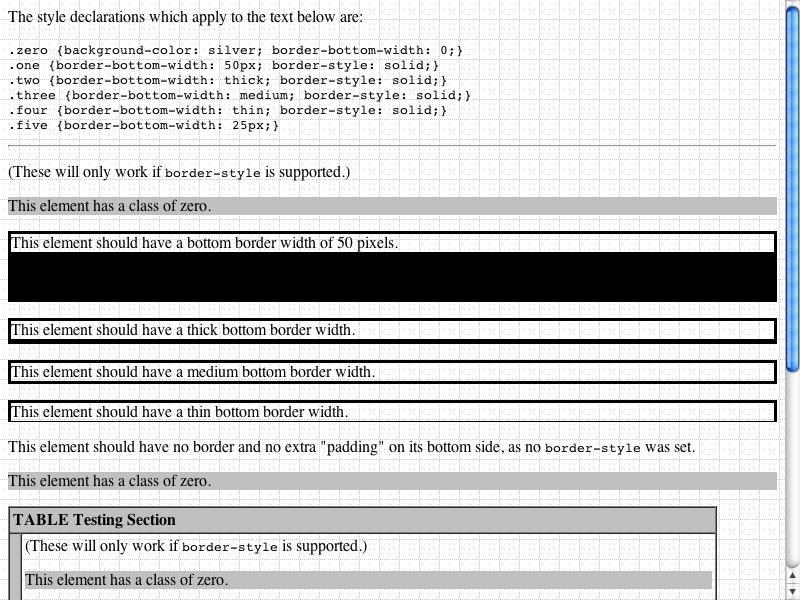 The style declarations which apply to the text below are:
.zero {background-color: silver; border-bottom-width: 0;}
.one {border-bottom-width: 50px; border-style: solid;}
.two {border-bottom-width: thick; border-style: solid;}
.three {border-bottom-width: medium; border-style: solid;}
.four {border-bottom-width: thin; border-style: solid;}
.five {border-bottom-width: 25px;}
(These will only work if border-style is supported.)
This element has a class of zero.
This element should have a bottom border width of 50 pixels.
This element should have a thick bottom border width.
This element should have a medium bottom border width.
This element should have a thin bottom border width.
This element should have no border and no extra "padding" on its bottom side, as no border-style was set.
This element has a class of zero.
TABLE Testing Section
(These will only work if border-style is supported.)
This element has a class of zero.